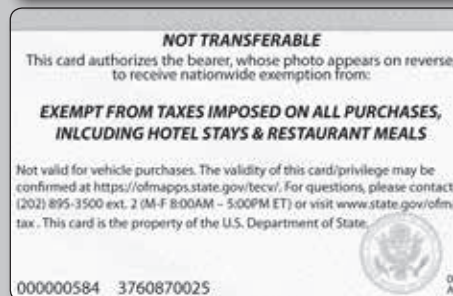 NOT TRANSFERABLE
This card authorizes the bearer, whose photo appears on reverse
to receive nationwide exemption from:
EXEMPT FROM TAXES IMPOSED ON ALL PURCHASES,
INLCUDING HOTEL STAYS & RESTAURANT MEALS
Not valid for vehicle purchases. The validity of this card/privilege may be
confirmed at https://ofmapps.state.gov/tecv/. For questions, please contact
(202) 895-3500 ext. 2 (M-F 8:00AM – 5:00PM ET) or visit www.state.gov/ofm
tax . This card is the property of the U.S. Department of State.
000000584 3760870025